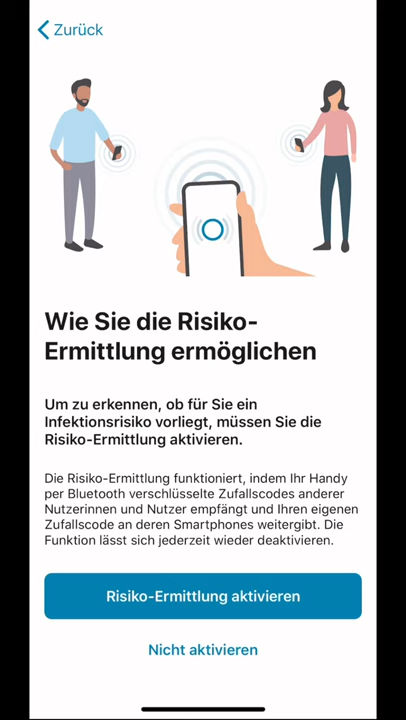 Zurück
Wie Sie die Risiko-
Ermittlung ermöglichen
Um zu erkennen, ob für Sie ein
Infektionsrisiko vorliegt, müssen Sie die
Risiko-Ermittlung aktivieren.
Die Risiko-Ermittlung funktioniert, indem Ihr Handy
per Bluetooth verschlüsselte Zufallscodes anderer
Nutzerinnen und Nutzer empfängt und Ihren eigenen
Zufallscode an deren Smartphones weitergibt. Die
Funktion lässt sich jederzeit wieder deaktivieren.
Risiko-Ermittlung aktivieren
Nicht aktivieren